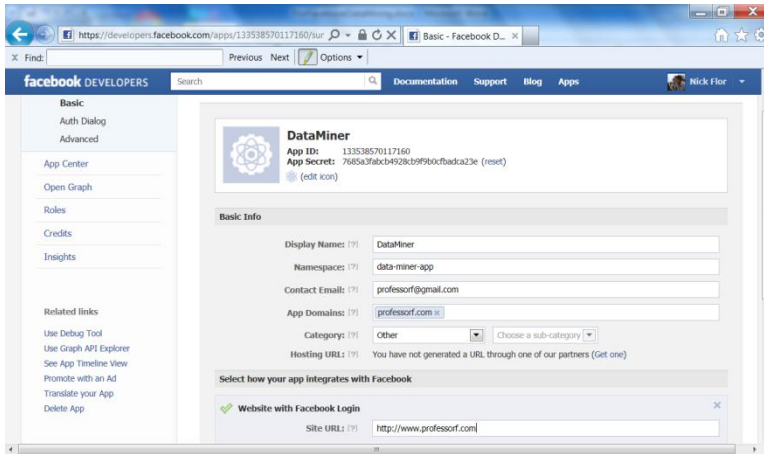 https://developers.facebook.com/apps/133538570117160/sur
Basic - Facebook D...
x Find:
Previous Next Options
facebook DEVELOPERS
Search
Documentation Support Blog Apps
Nick Flor
Basic
Auth Dialog
Advanced
App Center
Open Graph
Roles
Credits
Insights
Related links
Use Debug Tool
Use Graph API Explorer
See App Timeline View
Promote with an Ad
Translate your App
Delete App
DataMiner
App ID: 133538570117160
App Secret: 7685a3fabcb4928cb9f9b0cfbadca23e (reset)
(edit icon)
Basic Info
Display Name: [?] DataMiner
Namespace: [?] data-miner-app
Contact Email: [?] professorf@gmail.com
App Domains: [?] professorf.com ×
Category: [?] Other Choose a sub-category
Hosting URL: [?] You have not generated a URL through one of our partners (Get one)
Select how your app integrates with Facebook
Website with Facebook Login
Site URL: [?] http://www.professorf.com